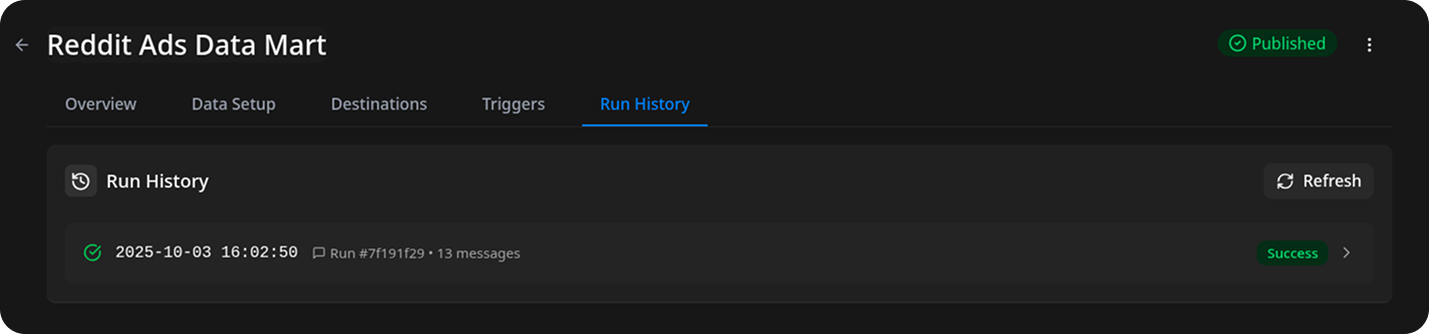 Reddit Ads Data Mart
Published
Overview Data Setup Destinations Triggers Run History
Run History
Refresh
2025-10-03 16:02:50 Run #7f191f29 • 13 messages
Success